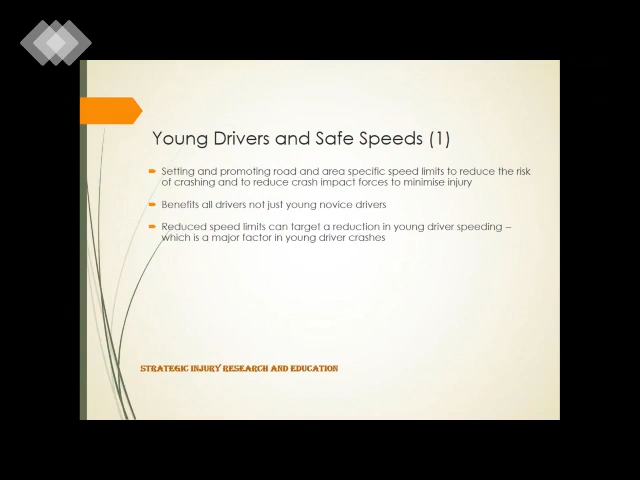 Young Drivers and Safe Speeds (1)
Setting and promoting road and area specific speed limits to reduce the risk
of crashing and to reduce crash impact forces to minimise injury
Benefits all drivers not just young novice drivers
Reduced speed limits can target a reduction in young driver speeding –
which is a major factor in young driver crashes
STRATEGIC INJURY RESEARCH AND EDUCATION